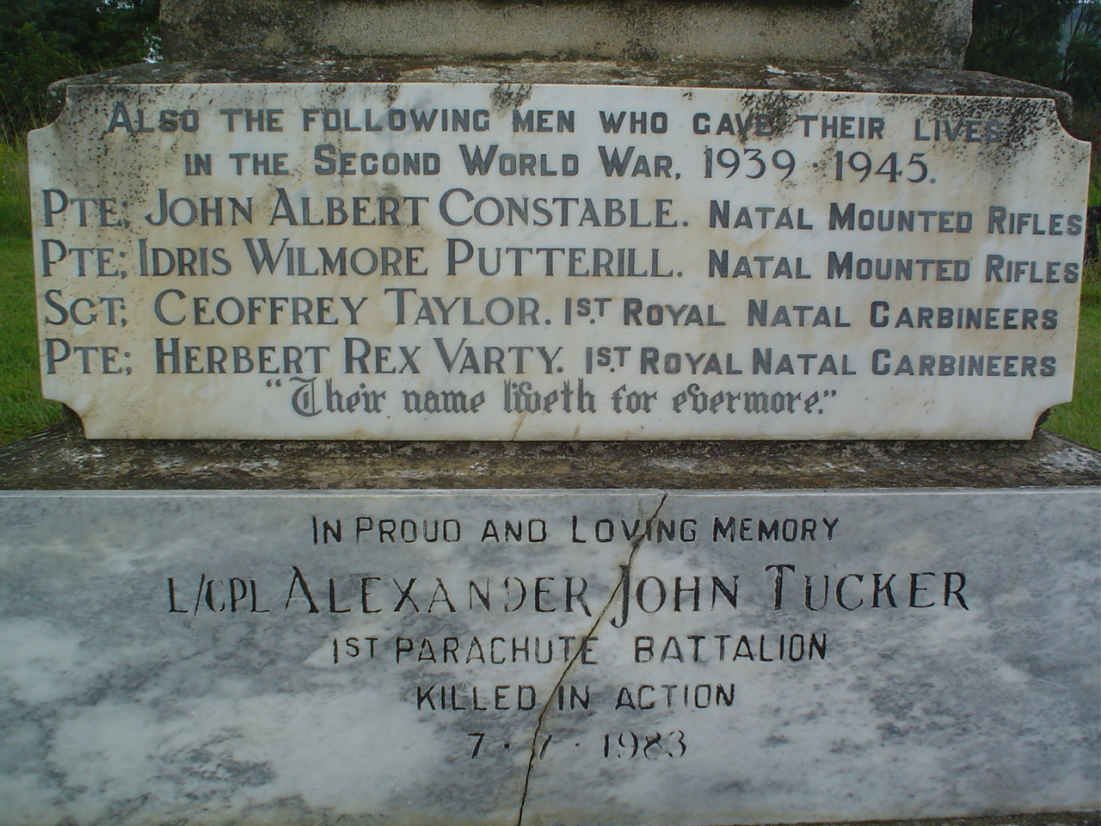 Also the following men who gave their lives
in the Second World War, 1939 · 1945.
Pte; John Albert Constable. Natal Mounted Rifles
Pte; Idris Wilmore Putterill. Natal Mounted Rifles
Sgt; Ceoffrey Taylor. 1st. Royal Natal Carbineers
Pte; Herbert Rex Varty. 1st. Royal Natal Carbineers
"Their name liveth for evermore."
In Proud and Loving Memory
L/Cpl Alexander John Tucker
1st Parachute Battalion
Killed in Action
7 · 7 · 1983